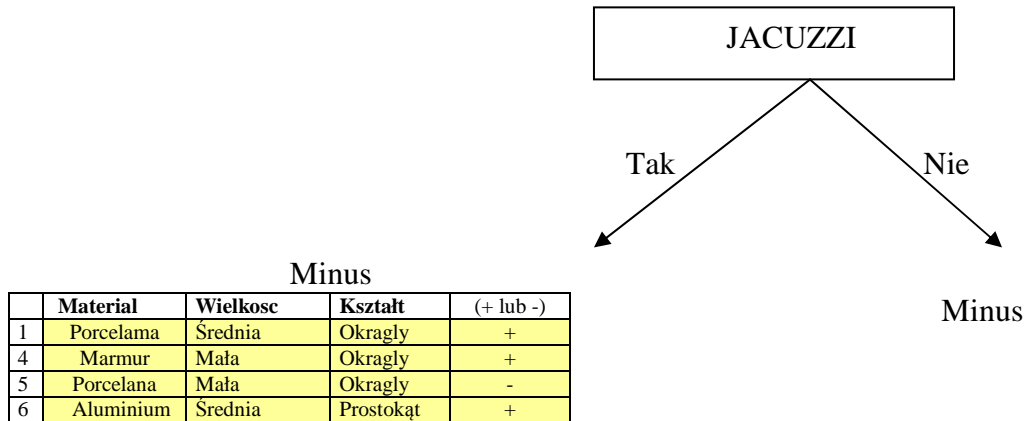 JACUZZI
Tak Nie
Minus
Material Wielkosc Kształt (+ lub -)
1 Porcelama Średnia Okragly +
4 Marmur Mała Okragly +
5 Porcelana Mała Okragly -
6 Aluminium Średnia Prostokąt +
Minus